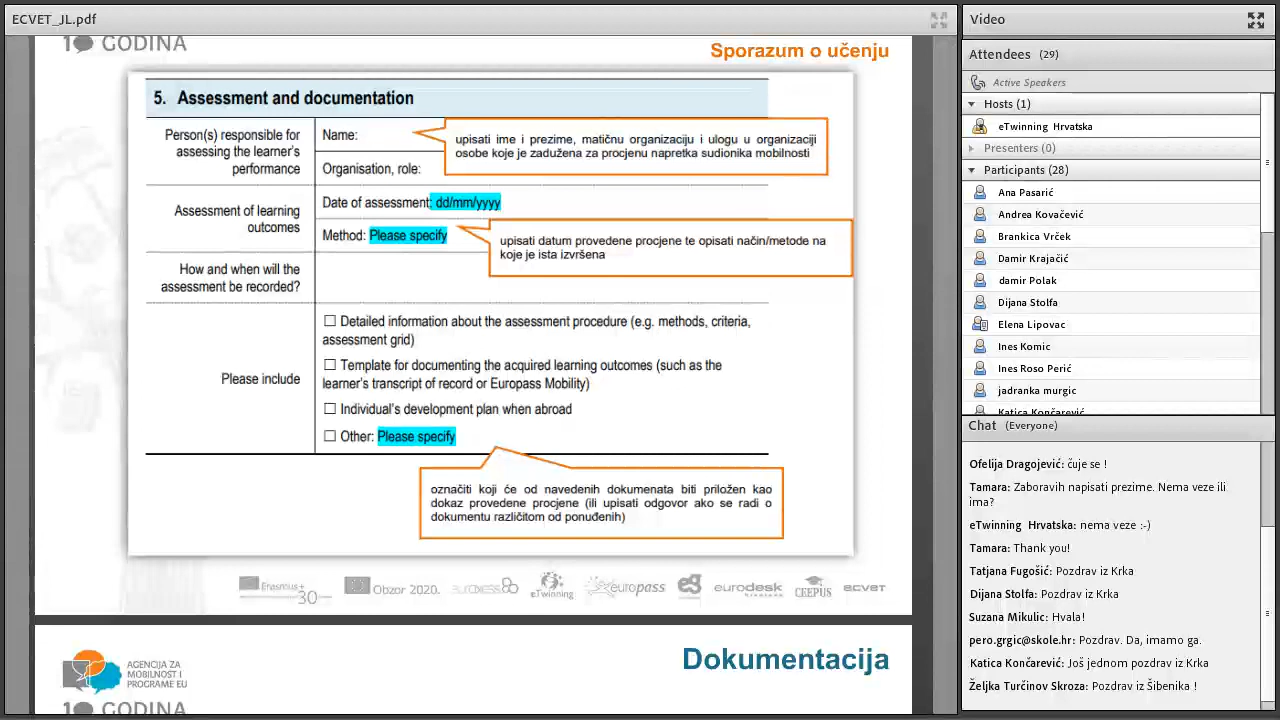 ECVET_JL.pdf
GODINA
Sporazum o učenju
5. Assessment and documentation
Person(s) responsible for
assessing the learner's
performance
Name:
Organisation, role:
upisati ime i prezime, matičnu organizaciju i ulogu u organizaciji
osobe koje je zadužena za procjenu napretka sudionika mobilnosti
Assessment of learning
outcomes
Date of assessment: dd/mm/yyyy
Method: Please specify
upisati datum provedene procjene te opisati način/metode na
koje je ista izvršena
How and when will the
assessment be recorded?
Please include
☐ Detailed information about the assessment procedure (e.g. methods, criteria,
assessment grid)
☐ Template for documenting the acquired learning outcomes (such as the
learner's transcript of record or Europass Mobility)
☐ Individual's development plan when abroad
☐ Other: Please specify
označiti koji će od navedenih dokumenata biti priložen kao
dokaz provedene procjene (ili upisati odgovor ako se radi o
dokumentu različitom od ponuđenih)
Erasmus+
30
Obzor 2020.
euraxess
eTwinning
europass
eurodesk
CEEPUS
ecvet
AGENCIJA ZA
MOBILNOST I
PROGRAME EU
Dokumentacija
GODINA
Video
Attendees (29)
Active Speakers
Hosts (1)
eTwinning Hrvatska
Presenters (0)
Participants (28)
Ana Pasarić
Andrea Kovačević
Brankica Vrček
Damir Krajačić
damir Polak
Dijana Stolfa
Elena Lipovac
Ines Komic
Ines Roso Perić
jadranka murgic
Katica Končarević
Chat (Everyone)
Ofelija Dragojević: čuje se !
Tamara: Zaboravih napisati prezime. Nema veze ili
ima?
eTwinning Hrvatska: nema veze :-)
Tamara: Thank you!
Tatjana Fugošić: Pozdrav iz Krka
Dijana Stolfa: Pozdrav iz Krka
Suzana Mikulic: Hvala!
pero.grgic@skole.hr: Pozdrav. Da, imamo ga.
Katica Končarević: Još jednom pozdrav iz Krka
Željka Turčinov Skroza: Pozdrav iz Šibenika !